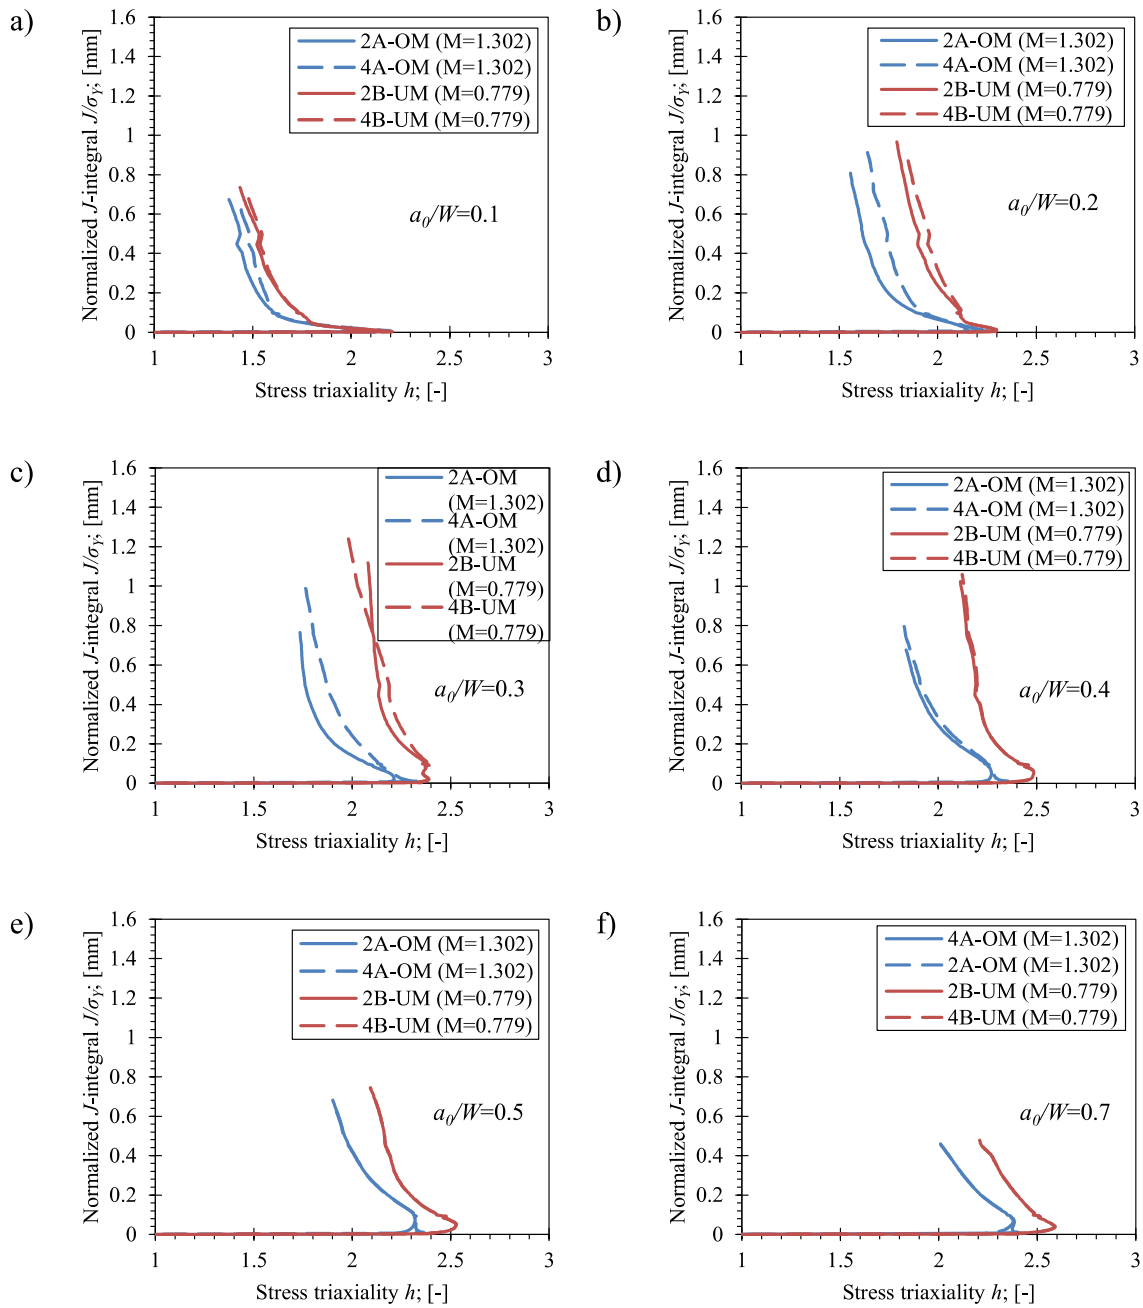 a)
1.6
1.4
1.2
1
0.8
0.6
0.4
0.2
0
Normalized J-integral J/σY; [mm]
2A-OM (M=1.302)
4A-OM (M=1.302)
2B-UM (M=0.779)
4B-UM (M=0.779)
a0/W=0.1
1 1.5 2 2.5 3
Stress triaxiality h; [-]
b)
1.6
1.4
1.2
1
0.8
0.6
0.4
0.2
0
Normalized J-integral J/σY; [mm]
2A-OM (M=1.302)
4A-OM (M=1.302)
2B-UM (M=0.779)
4B-UM (M=0.779)
a0/W=0.2
1 1.5 2 2.5 3
Stress triaxiality h; [-]
c)
1.6
1.4
1.2
1
0.8
0.6
0.4
0.2
0
Normalized J-integral J/σY; [mm]
2A-OM
(M=1.302)
4A-OM
(M=1.302)
2B-UM
(M=0.779)
4B-UM
(M=0.779)
a0/W=0.3
1 1.5 2 2.5 3
Stress triaxiality h; [-]
d)
1.6
1.4
1.2
1
0.8
0.6
0.4
0.2
0
Normalized J-integral J/σY; [mm]
2A-OM (M=1.302)
4A-OM (M=1.302)
2B-UM (M=0.779)
4B-UM (M=0.779)
a0/W=0.4
1 1.5 2 2.5 3
Stress triaxiality h; [-]
e)
1.6
1.4
1.2
1
0.8
0.6
0.4
0.2
0
Normalized J-integral J/σY; [mm]
2A-OM (M=1.302)
4A-OM (M=1.302)
2B-UM (M=0.779)
4B-UM (M=0.779)
a0/W=0.5
1 1.5 2 2.5 3
Stress triaxiality h; [-]
f)
1.6
1.4
1.2
1
0.8
0.6
0.4
0.2
0
Normalized J-integral J/σY; [mm]
4A-OM (M=1.302)
2A-OM (M=1.302)
2B-UM (M=0.779)
4B-UM (M=0.779)
a0/W=0.7
1 1.5 2 2.5 3
Stress triaxiality h; [-]